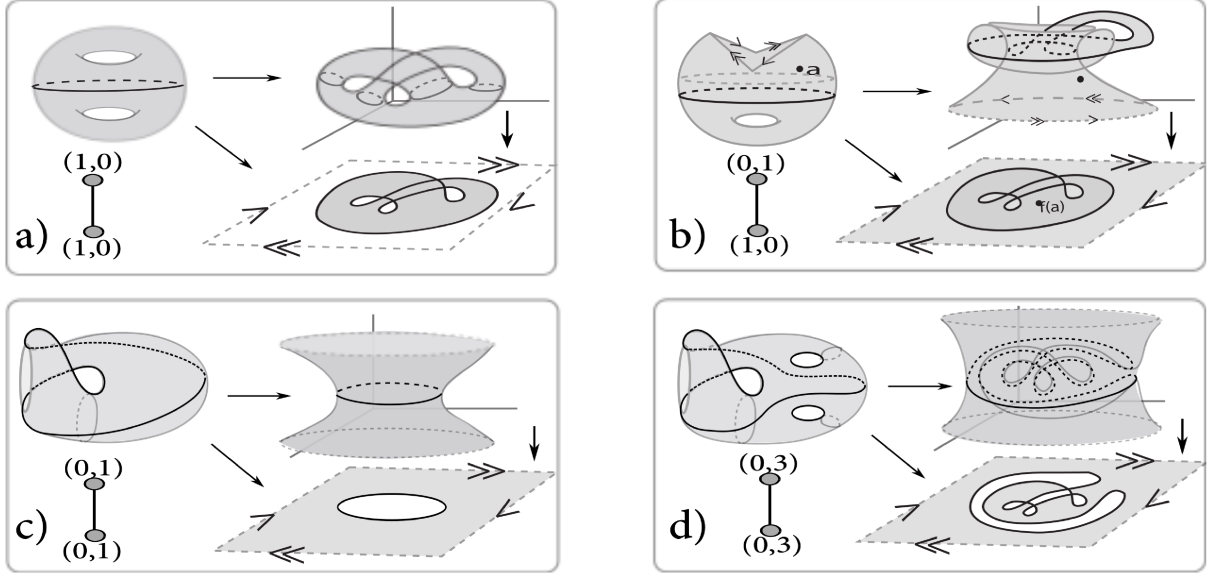 (1,0)
(1,0)
a)
a
(0,1)
f(a)
(1,0)
b)
(0,1)
(0,1)
c)
(0,3)
(0,3)
d)